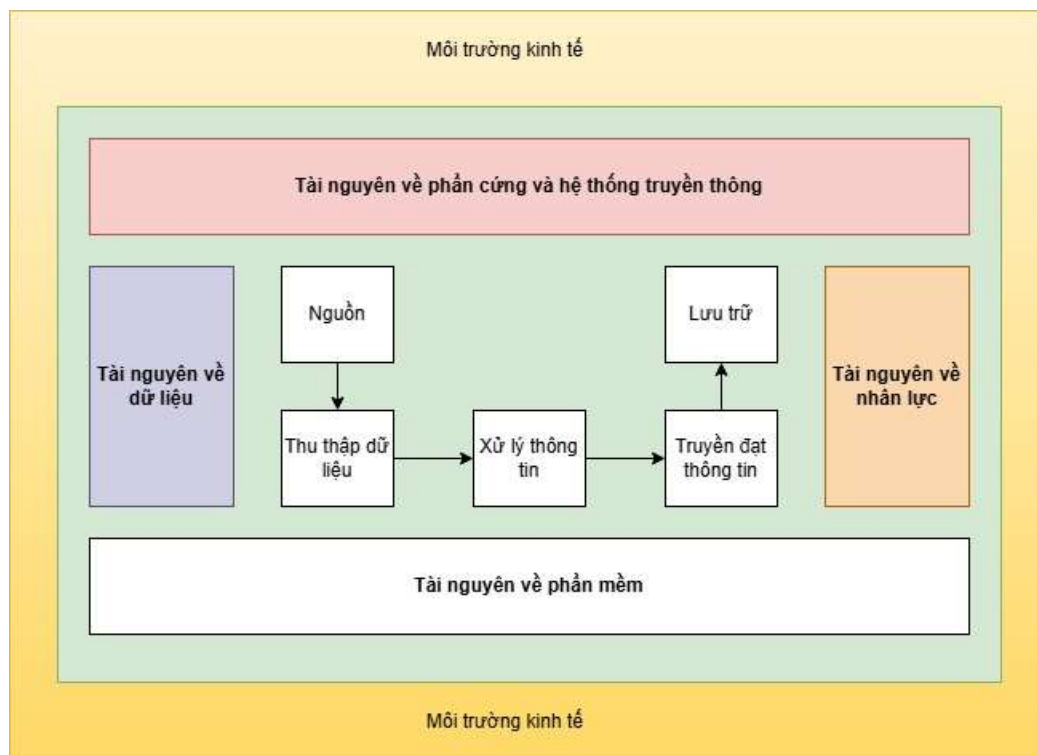 Môi trường kinh tế
Tài nguyên về phần cứng và hệ thống truyền thông
Tài nguyên về
dữ liệu
Nguồn
Lưu trữ
Tài nguyên về
nhân lực
Thu thập dữ
liệu
Xử lý thông
tin
Truyền đạt
thông tin
Tài nguyên về phần mềm
Môi trường kinh tế